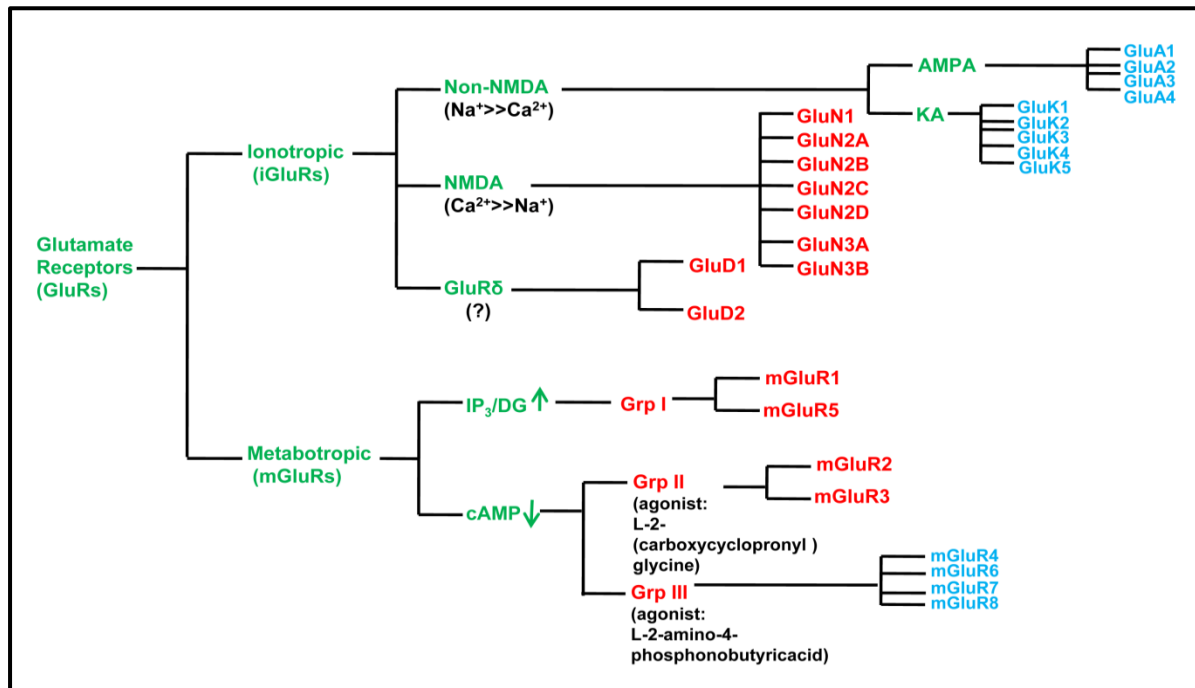 Glutamate
Receptors
(GluRs)
Ionotropic
(iGluRs)
Non-NMDA
(Na⁺>>Ca²⁺)
AMPA
GluA1
GluA2
GluA3
GluA4
KA
GluK1
GluK2
GluK3
GluK4
GluK5
NMDA
(Ca²⁺>>Na⁺)
GluN1
GluN2A
GluN2B
GluN2C
GluN2D
GluN3A
GluN3B
GluRδ
(?)
GluD1
GluD2
Metabotropic
(mGluRs)
IP₃/DG ↑
Grp I
mGluR1
mGluR5
cAMP ↓
Grp II
(agonist:
L-2-
(carboxycyclopronyl )
glycine)
mGluR2
mGluR3
Grp III
(agonist:
L-2-amino-4-
phosphonobutyricacid)
mGluR4
mGluR6
mGluR7
mGluR8